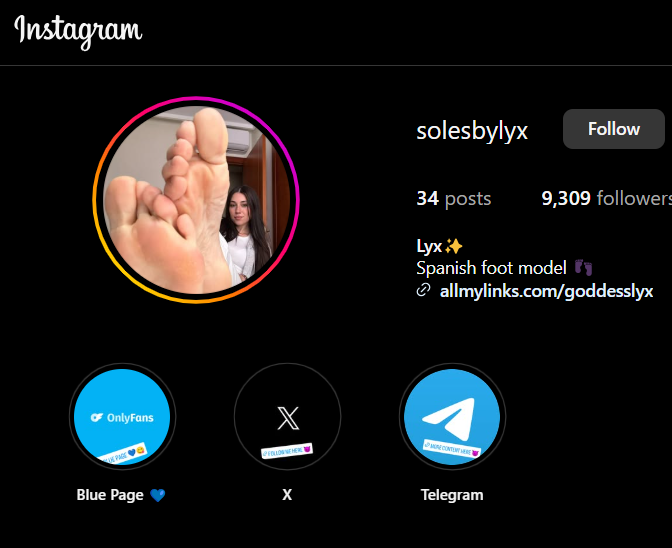 Instagram
solesbylyx
Follow
34 posts
9,309 followers
Lyx✨
Spanish foot model 👣
allmylinks.com/goddesslyx
OnlyFans
BLUE PAGE 💙😋
X
FOLLOW ME HERE 😈
MORE CONTENT HERE 😈
Blue Page 💙
X
Telegram